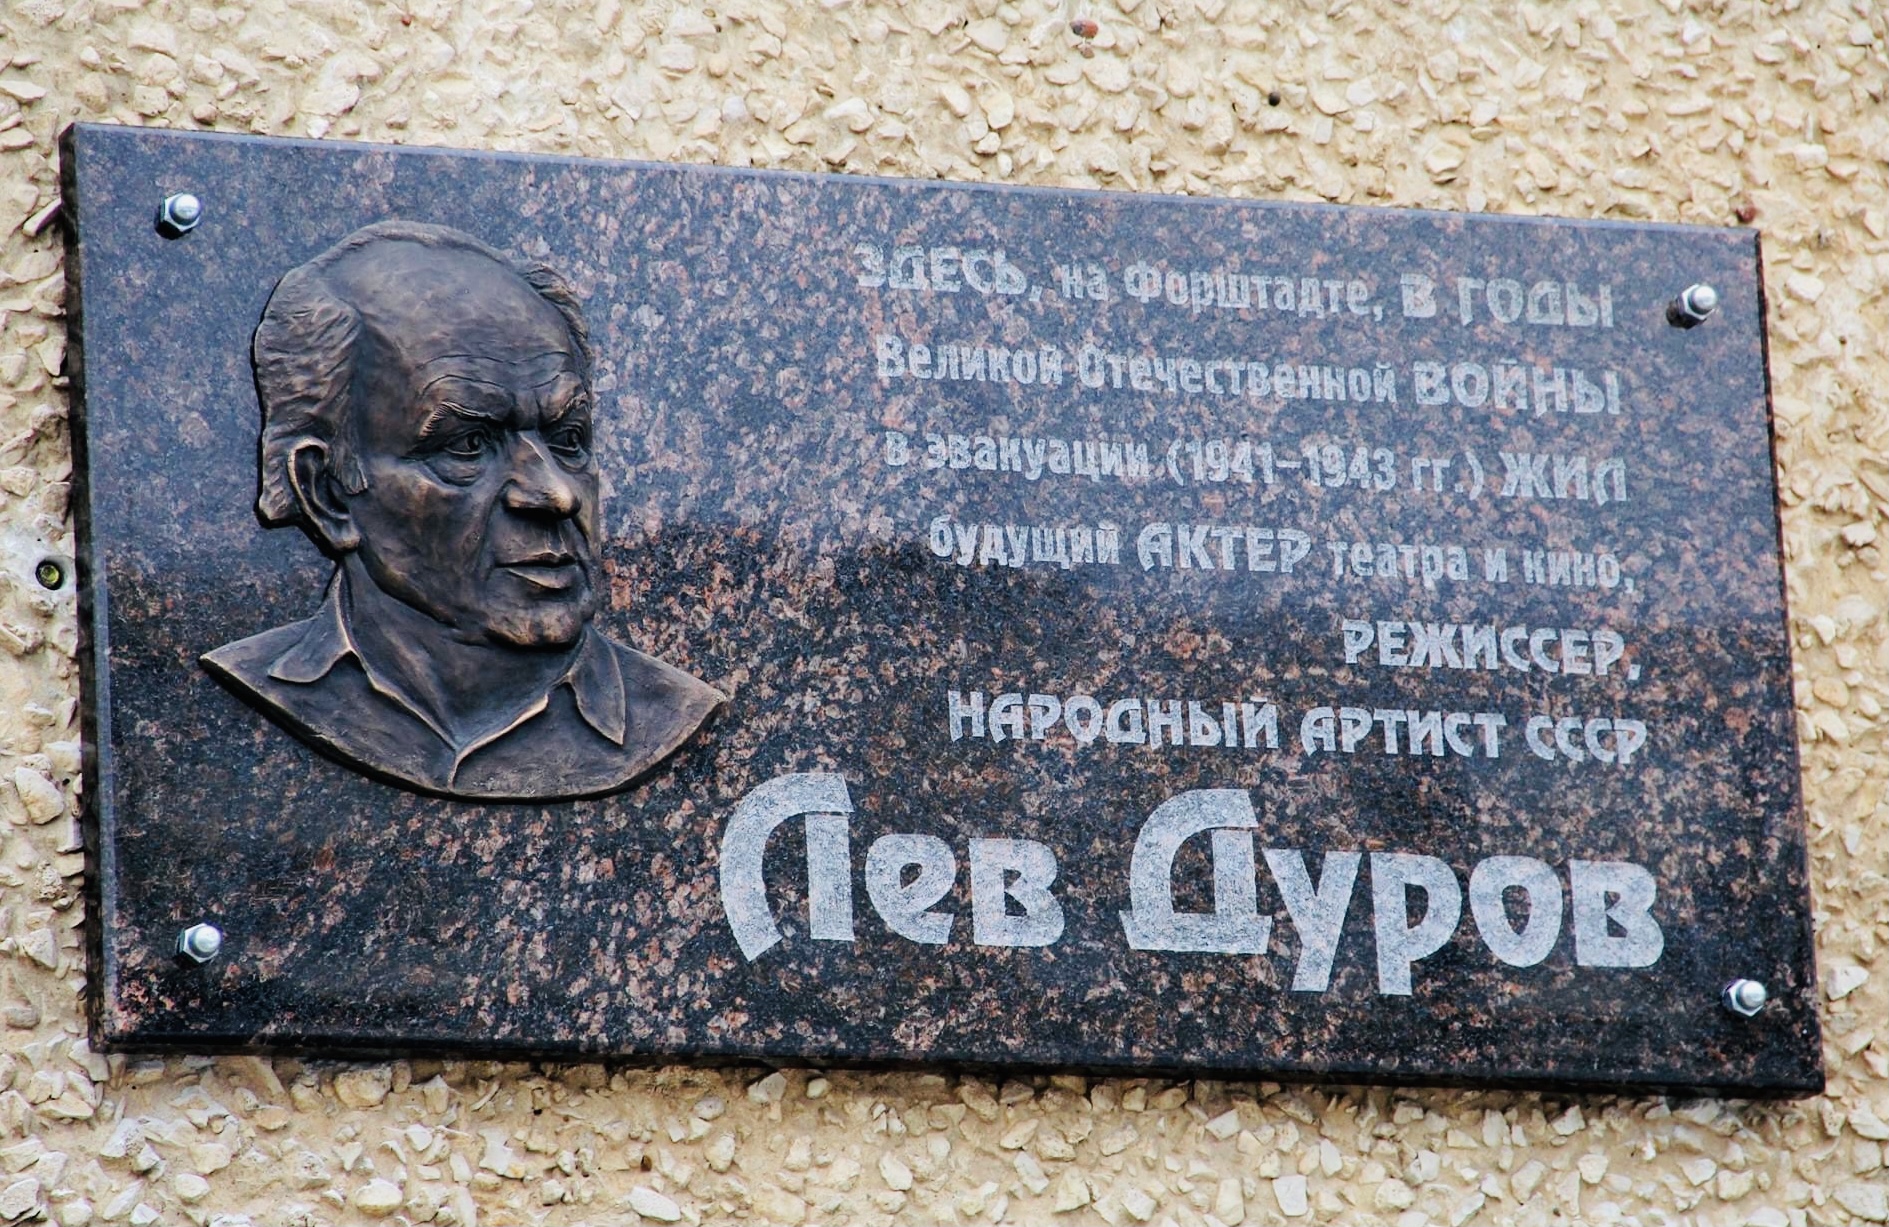 ЗДЕСЬ, на форштадте, В ГОДЫ
Великой Отечественной ВОЙНЫ
в эвакуации (1941–1943 гг.) ЖИЛ
будущий АКТЕР театра и кино,
РЕЖИССЕР,
НАРОДНЫЙ АРТИСТ СССР
Лев Дуров